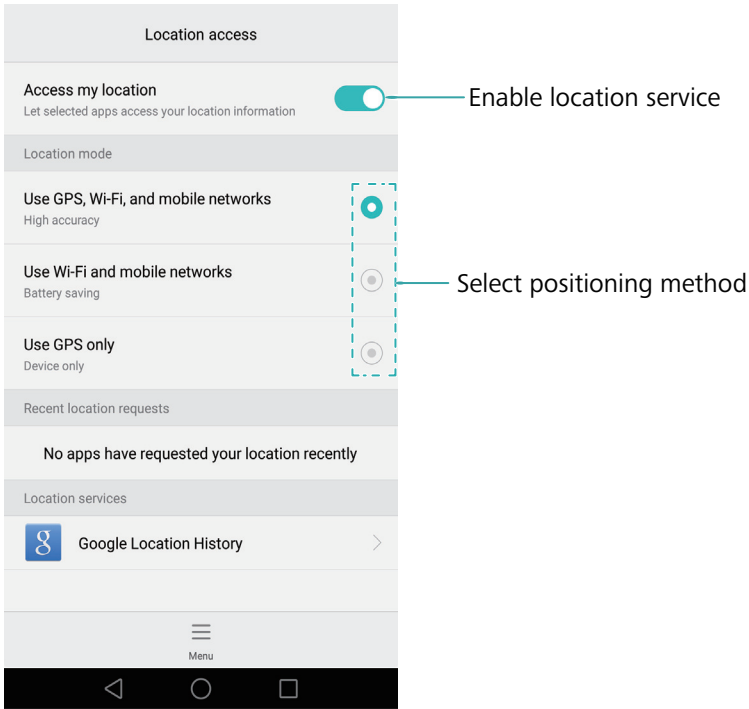 Location access
Access my location
Let selected apps access your location information
Enable location service
Location mode
Use GPS, Wi-Fi, and mobile networks
High accuracy
Use Wi-Fi and mobile networks
Battery saving
Select positioning method
Use GPS only
Device only
Recent location requests
No apps have requested your location recently
Location services
g
Google Location History
Menu